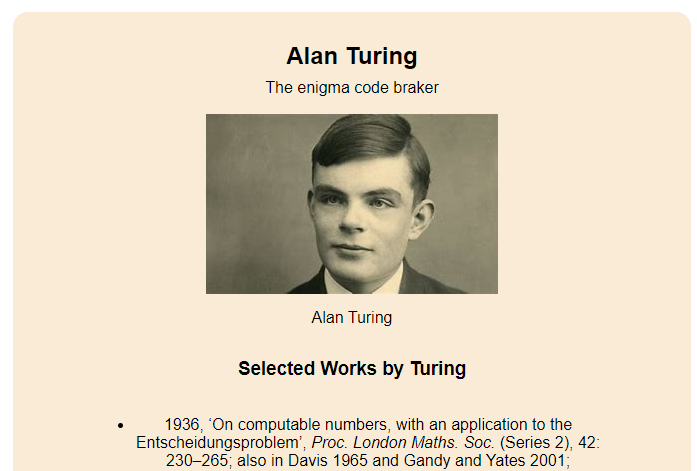 Alan Turing
The enigma code braker
Alan Turing
Selected Works by Turing
• 1936, ‘On computable numbers, with an application to the
Entscheidungsproblem’, Proc. London Maths. Soc. (Series 2), 42:
230–265; also in Davis 1965 and Gandy and Yates 2001;